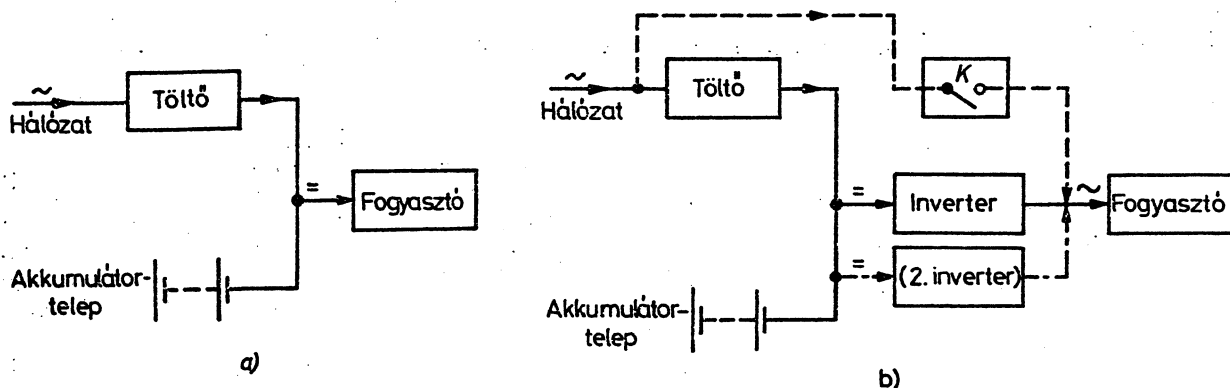 ~
Hálózat
Töltő
=
Fogyasztó
Akkumulátor-
telep
a)
~
Hálózat
Töltő
K
=
Inverter
~
Fogyasztó
=
(2. inverter)
Akkumulátor-
telep
b)